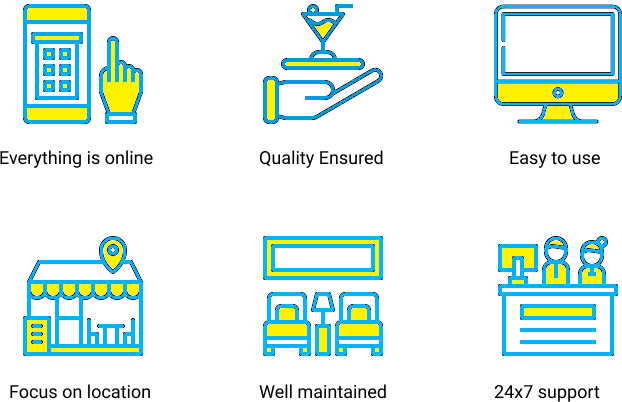 Everything is online
Quality Ensured
Easy to use
Focus on location
Well maintained
24x7 support